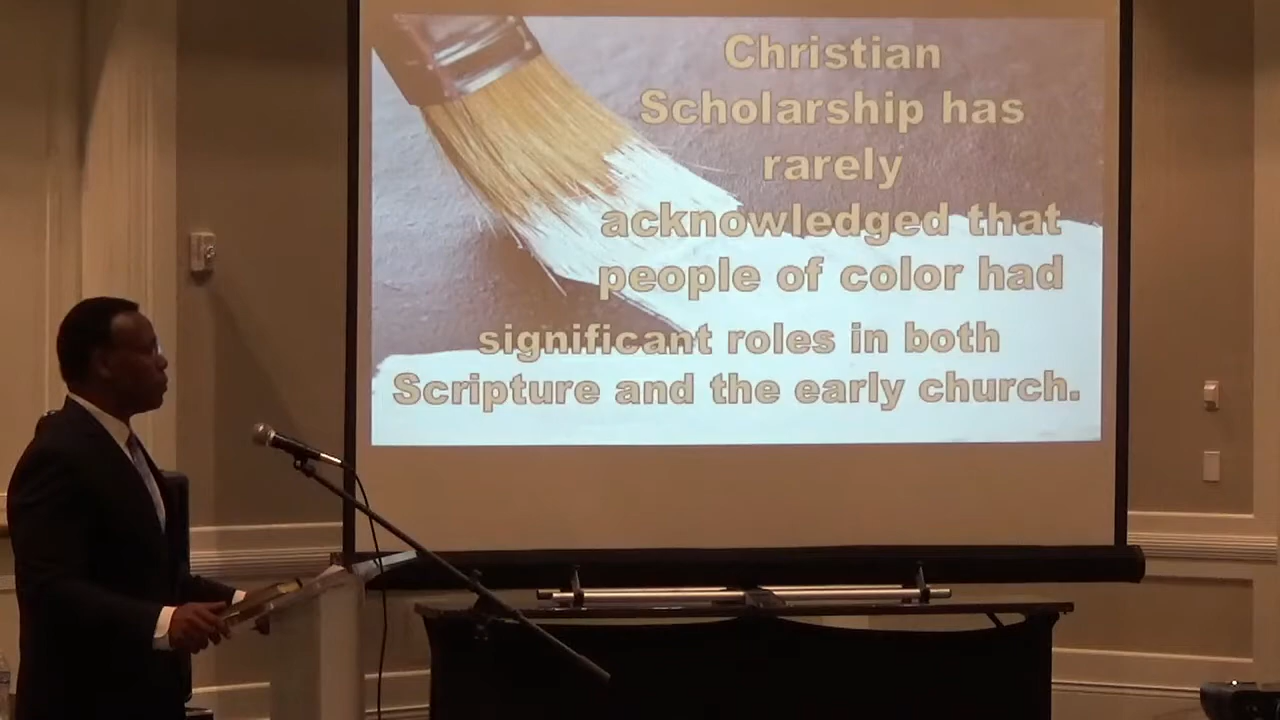 Christian
Scholarship has
rarely
acknowledged that
people of color had
significant roles in both
Scripture and the early church.